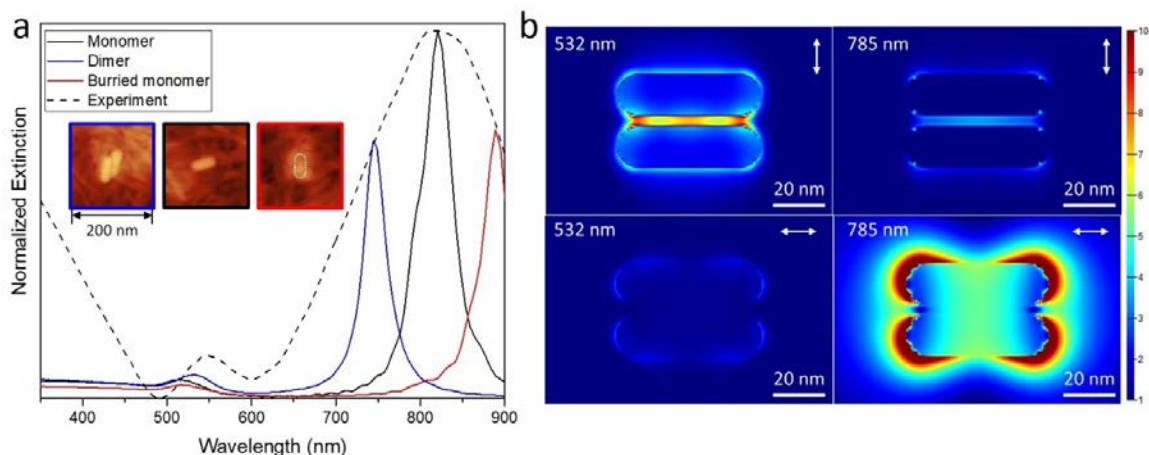 a
Monomer
Dimer
Burried monomer
Experiment
200 nm
Normalized Extinction
400 500 600 700 800 900
Wavelength (nm)
b
532 nm
785 nm
20 nm
20 nm
532 nm
785 nm
20 nm
20 nm
10
9
8
7
6
5
4
3
2
1